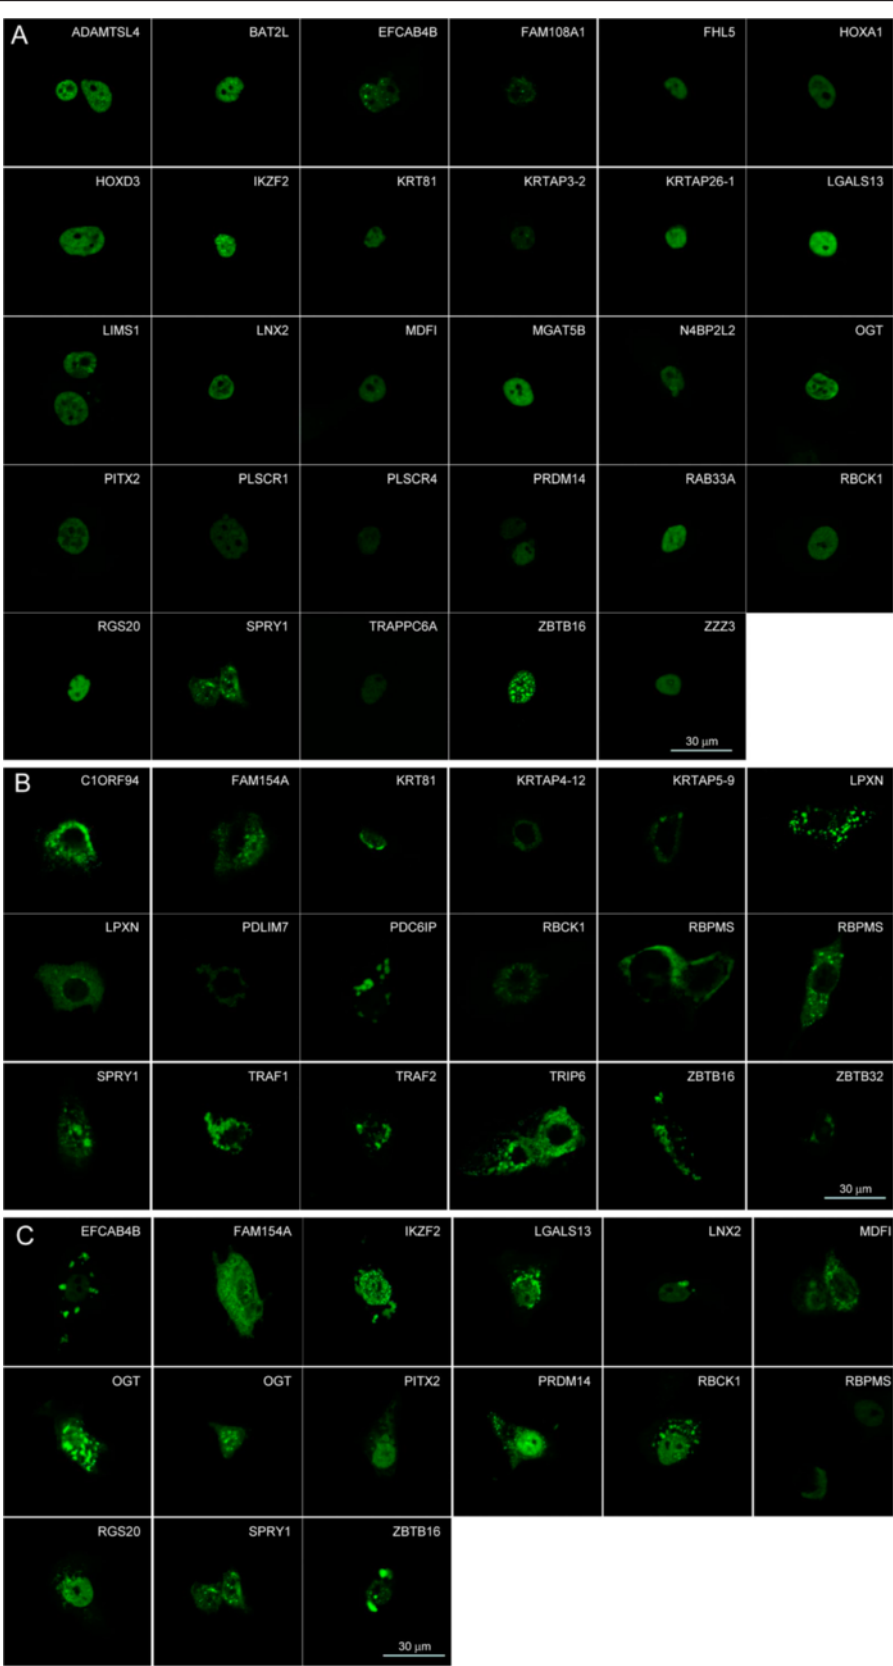 A
ADAMTSL4 BAT2L EFCAB4B FAM108A1 FHL5 HOXA1
HOXD3 IKZF2 KRT81 KRTAP3-2 KRTAP26-1 LGALS13
LIMS1 LNX2 MDFI MGAT5B N4BP2L2 OGT
PITX2 PLSCR1 PLSCR4 PRDM14 RAB33A RBCK1
RGS20 SPRY1 TRAPPC6A ZBTB16 ZZZ3
30 µm
B
C1ORF94 FAM154A KRT81 KRTAP4-12 KRTAP5-9 LPXN
LPXN PDLIM7 PDC6IP RBCK1 RBPMS RBPMS
SPRY1 TRAF1 TRAF2 TRIP6 ZBTB16 ZBTB32
30 µm
C
EFCAB4B FAM154A IKZF2 LGALS13 LNX2 MDFI
OGT OGT PITX2 PRDM14 RBCK1 RBPMS
RGS20 SPRY1 ZBTB16
30 µm